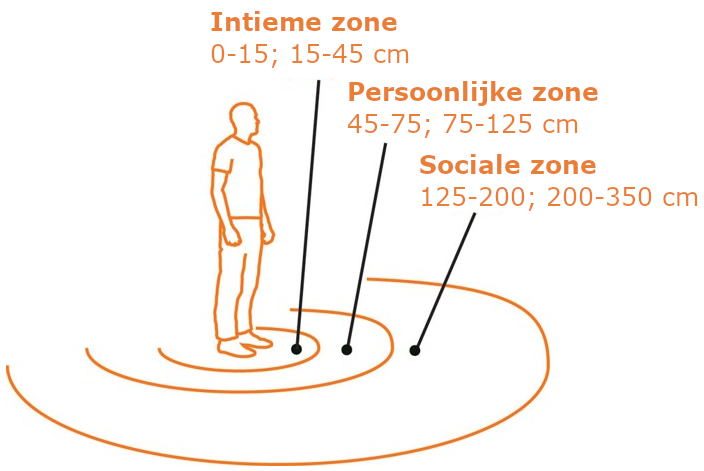 Intieme zone
0-15; 15-45 cm
Persoonlijke zone
45-75; 75-125 cm
Sociale zone
125-200; 200-350 cm